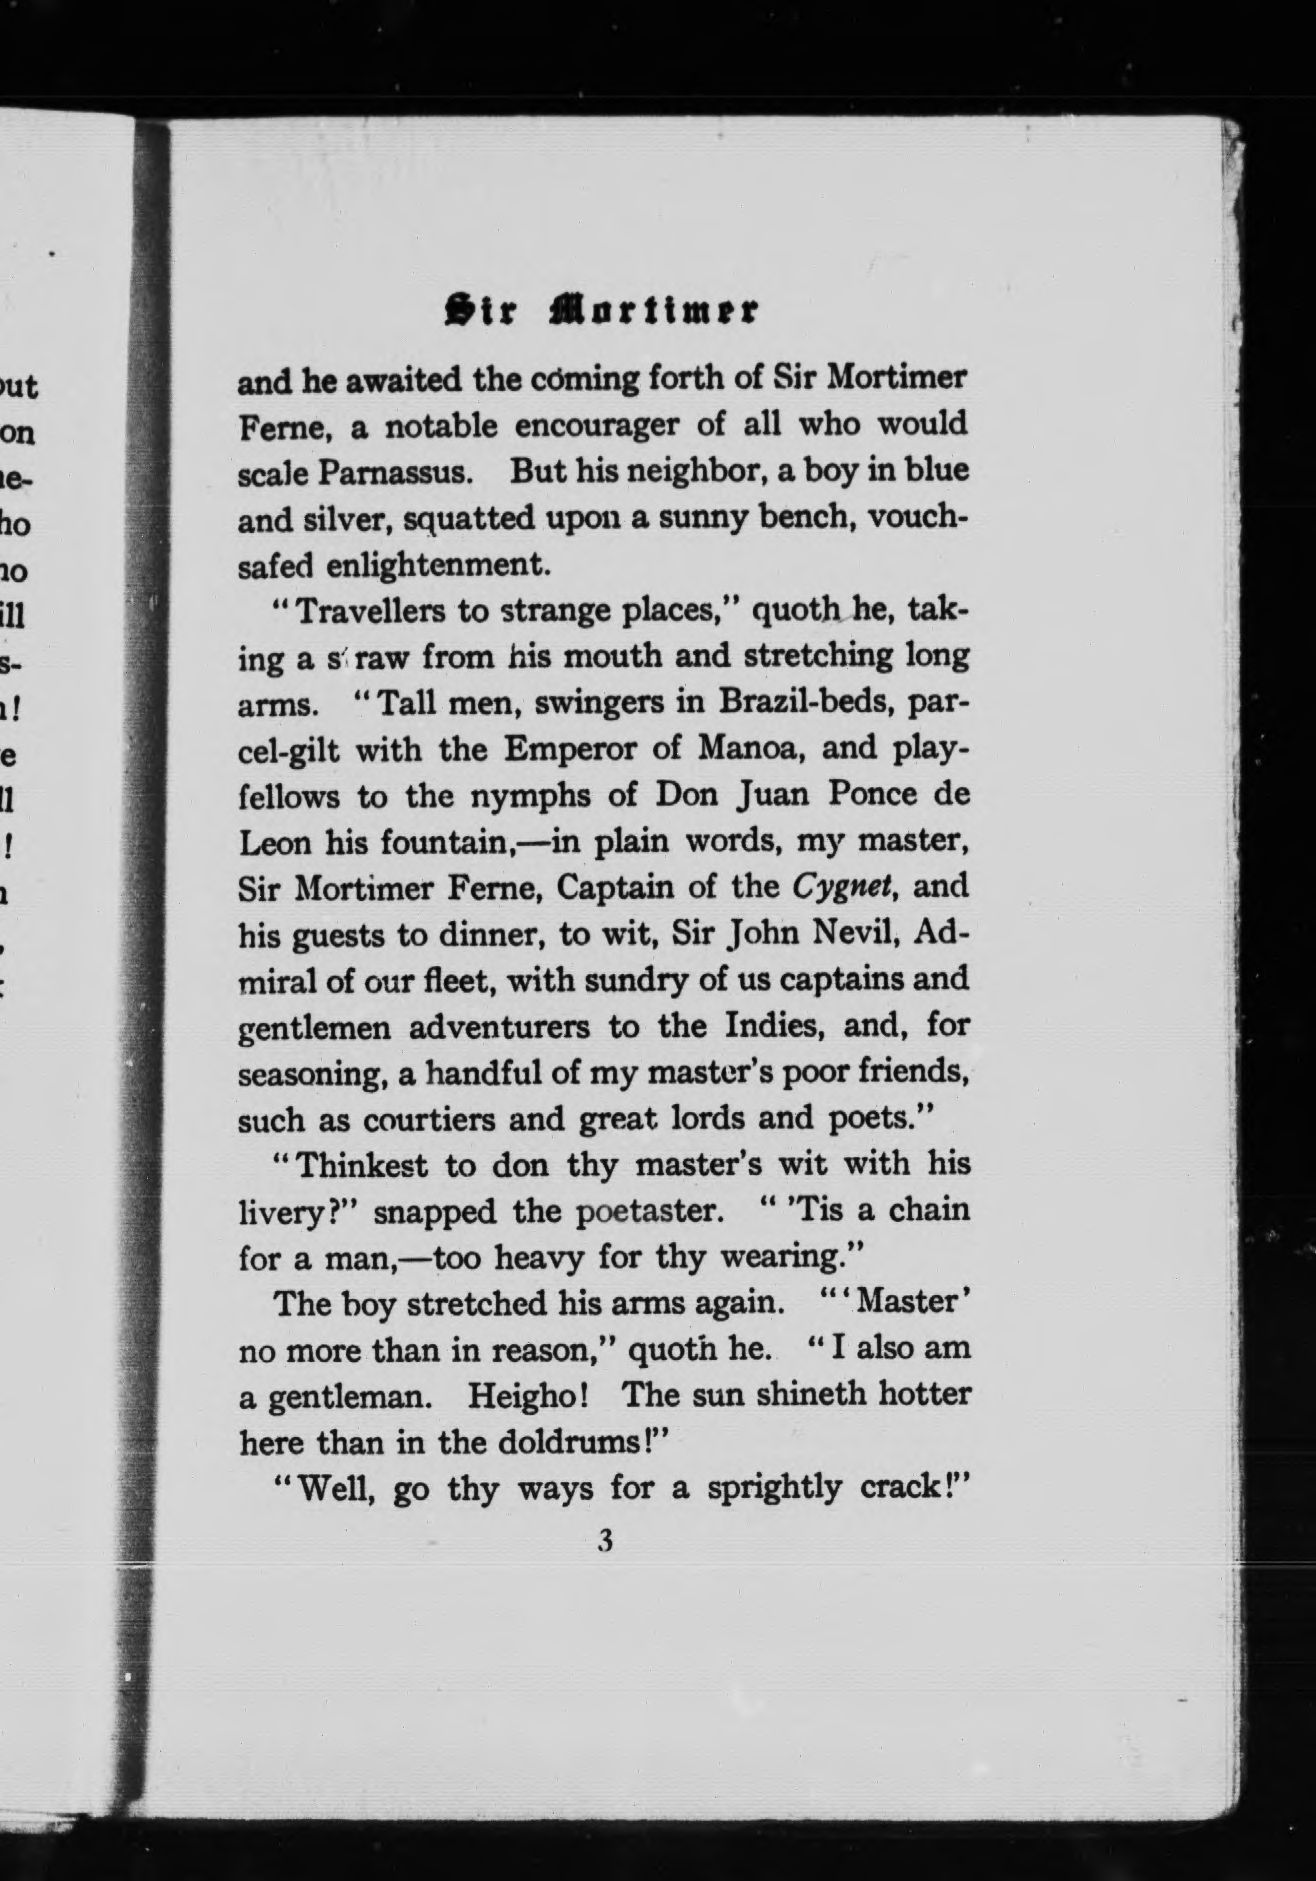 Sir Mortimer
and he awaited the coming forth of Sir Mortimer
Ferne, a notable encourager of all who would
scale Parnassus. But his neighbor, a boy in blue
and silver, squatted upon a sunny bench, vouch-
safed enlightenment.
"Travellers to strange places," quoth he, tak-
ing a straw from his mouth and stretching long
arms. "Tall men, swingers in Brazil-beds, par-
cel-gilt with the Emperor of Manoa, and play-
fellows to the nymphs of Don Juan Ponce de
Leon his fountain,—in plain words, my master,
Sir Mortimer Ferne, Captain of the Cygnet, and
his guests to dinner, to wit, Sir John Nevil, Ad-
miral of our fleet, with sundry of us captains and
gentlemen adventurers to the Indies, and, for
seasoning, a handful of my master's poor friends,
such as courtiers and great lords and poets."
"Thinkest to don thy master's wit with his
livery?" snapped the poetaster. "'Tis a chain
for a man,—too heavy for thy wearing."
The boy stretched his arms again. "'Master'
no more than in reason," quoth he. "I also am
a gentleman. Heigho! The sun shineth hotter
here than in the doldrums!"
"Well, go thy ways for a sprightly crack!"
3